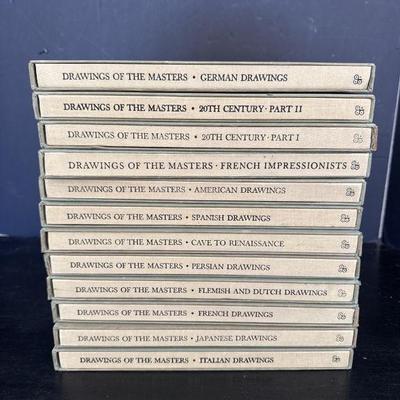 DRAWINGS OF THE MASTERS • GERMAN DRAWINGS
DRAWINGS OF THE MASTERS • 20TH CENTURY • PART II
DRAWINGS OF THE MASTERS • 20TH CENTURY • PART I
DRAWINGS OF THE MASTERS • FRENCH IMPRESSIONISTS
DRAWINGS OF THE MASTERS • AMERICAN DRAWINGS
DRAWINGS OF THE MASTERS • SPANISH DRAWINGS
DRAWINGS OF THE MASTERS • CAVE TO RENAISSANCE
DRAWINGS OF THE MASTERS • PERSIAN DRAWINGS
DRAWINGS OF THE MASTERS • FLEMISH AND DUTCH DRAWINGS
DRAWINGS OF THE MASTERS • FRENCH DRAWINGS
DRAWINGS OF THE MASTERS • JAPANESE DRAWINGS
DRAWINGS OF THE MASTERS • ITALIAN DRAWINGS